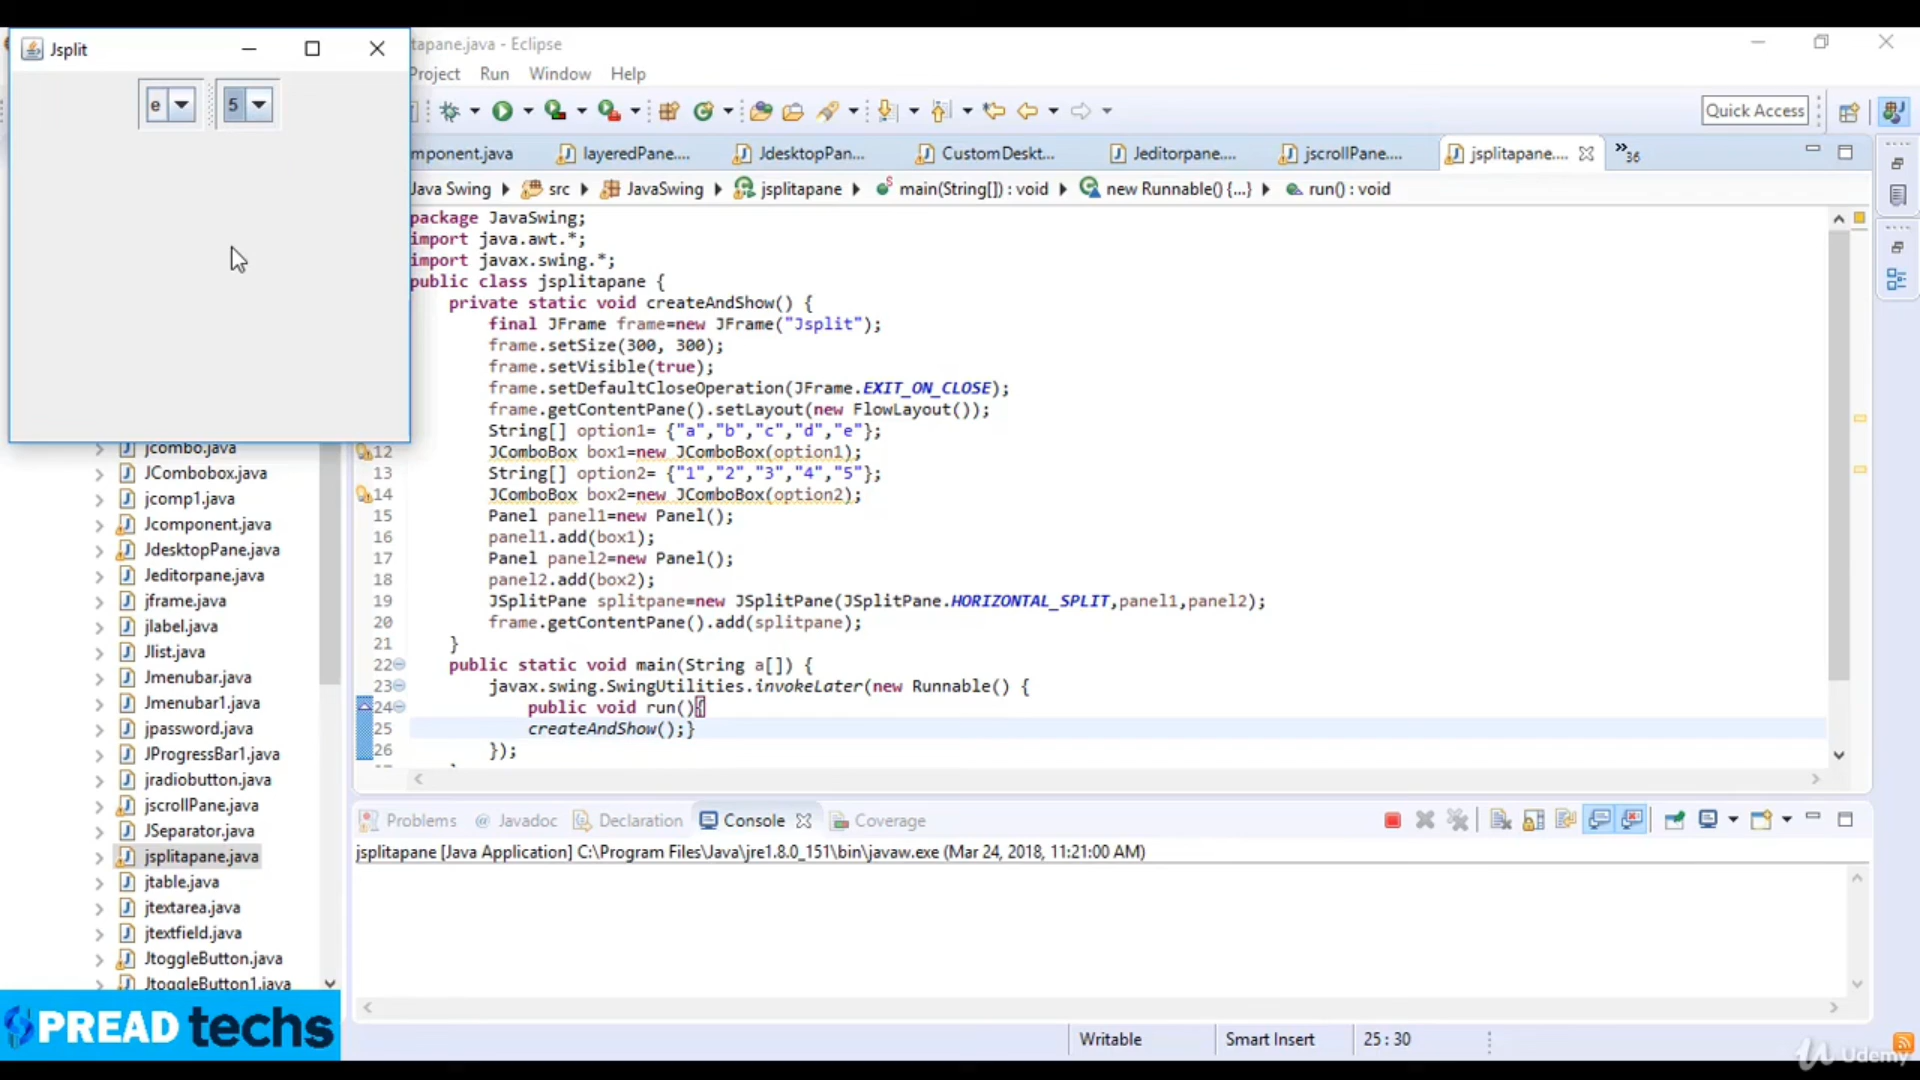 Jsplit
e 5
tapane.java - Eclipse
Project Run Window Help
Quick Access
mponent.java layeredPane.... JdesktopPan... CustomDeskt... Jeditorpane.... jscrollPane.... jsplitapane.... »36
Java Swing src JavaSwing jsplitapane main(String[]) : void new Runnable() {...} run() : void
package JavaSwing;
import java.awt.*;
import javax.swing.*;
public class jsplitapane {
private static void createAndShow() {
final JFrame frame=new JFrame("Jsplit");
frame.setSize(300, 300);
frame.setVisible(true);
frame.setDefaultCloseOperation(JFrame.EXIT_ON_CLOSE);
frame.getContentPane().setLayout(new FlowLayout());
String[] option1= {"a","b","c","d","e"};
12 JComboBox box1=new JComboBox(option1);
13 String[] option2= {"1","2","3","4","5"};
14 JComboBox box2=new JComboBox(option2);
15 Panel panel1=new Panel();
16 panel1.add(box1);
17 Panel panel2=new Panel();
18 panel2.add(box2);
19 JSplitPane splitpane=new JSplitPane(JSplitPane.HORIZONTAL_SPLIT,panel1,panel2);
20 frame.getContentPane().add(splitpane);
21 }
22 public static void main(String a[]) {
23 javax.swing.SwingUtilities.invokeLater(new Runnable() {
24 public void run(){
25 createAndShow();}
26 });
jcombo.java
JCombobox.java
jcomp1.java
Jcomponent.java
JdesktopPane.java
Jeditorpane.java
jframe.java
jlabel.java
Jlist.java
Jmenubar.java
Jmenubar1.java
jpassword.java
JProgressBar1.java
jradiobutton.java
jscrollPane.java
JSeparator.java
jsplitapane.java
jtable.java
jtextarea.java
jtextfield.java
JtoggleButton.java
JtoggleButton1.java
Problems @ Javadoc Declaration Console Coverage
jsplitapane [Java Application] C:\Program Files\Java\jre1.8.0_151\bin\javaw.exe (Mar 24, 2018, 11:21:00 AM)
SPREAD techs
Writable Smart Insert 25 : 30
Udemy